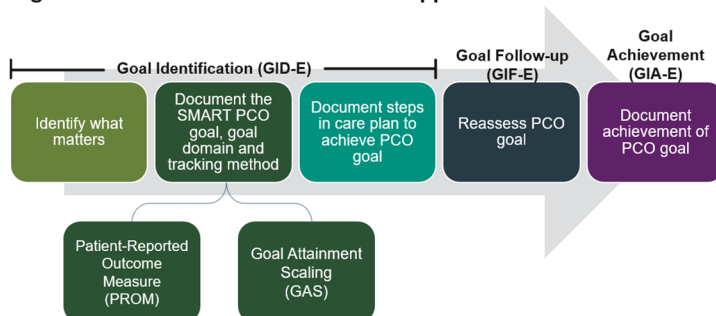 Goal
Achievement
(GIA-E)
Goal Follow-up
(GIF-E)
Goal Identification (GID-E)
Identify what
matters
Document the
SMART PCO
goal, goal
domain and
tracking method
Document steps
in care plan to
achieve PCO
goal
Reassess PCO
goal
Document
achievement of
PCO goal
Patient-Reported
Outcome
Measure
(PROM)
Goal Attainment
Scaling
(GAS)